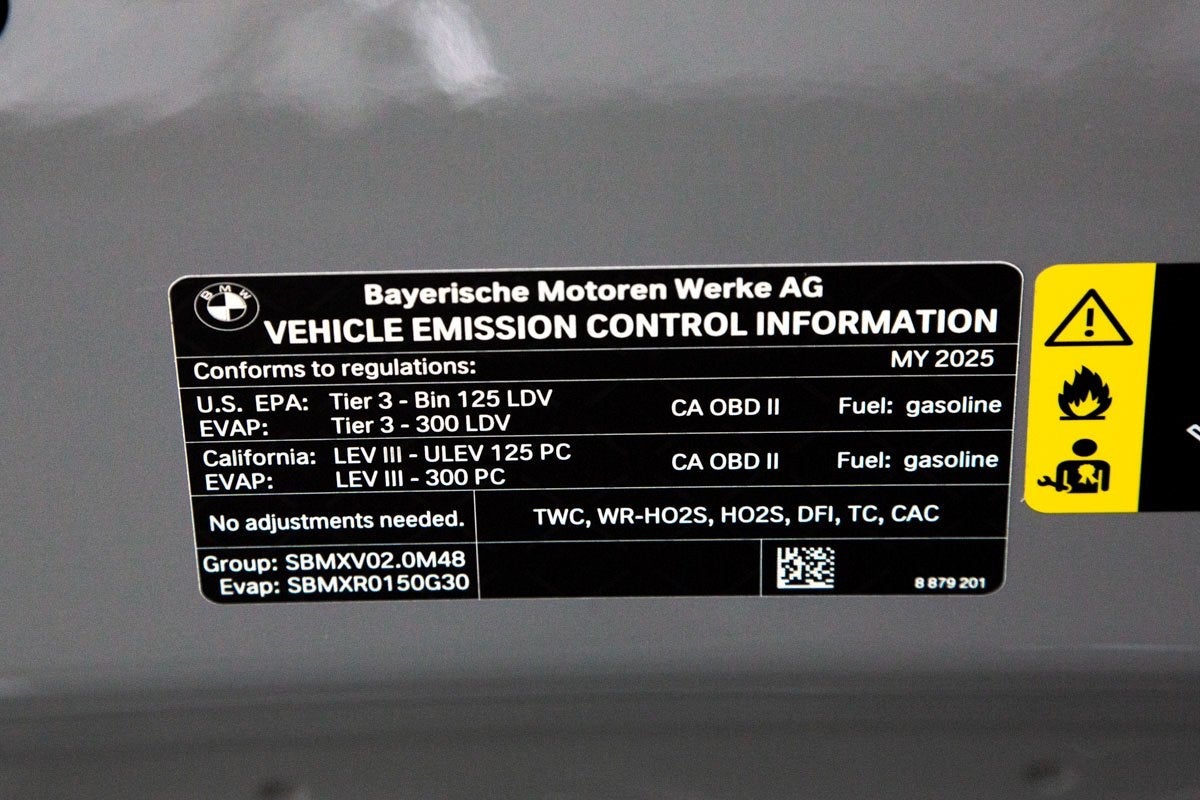 BMW
Bayerische Motoren Werke AG
VEHICLE EMISSION CONTROL INFORMATION
Conforms to regulations: MY 2025
U.S. EPA: Tier 3 - Bin 125 LDV CA OBD II Fuel: gasoline
EVAP: Tier 3 - 300 LDV
California: LEV III - ULEV 125 PC CA OBD II Fuel: gasoline
EVAP: LEV III - 300 PC
No adjustments needed. TWC, WR-HO2S, HO2S, DFI, TC, CAC
Group: SBMXV02.0M48
Evap: SBMXR0150G30 8 879 201